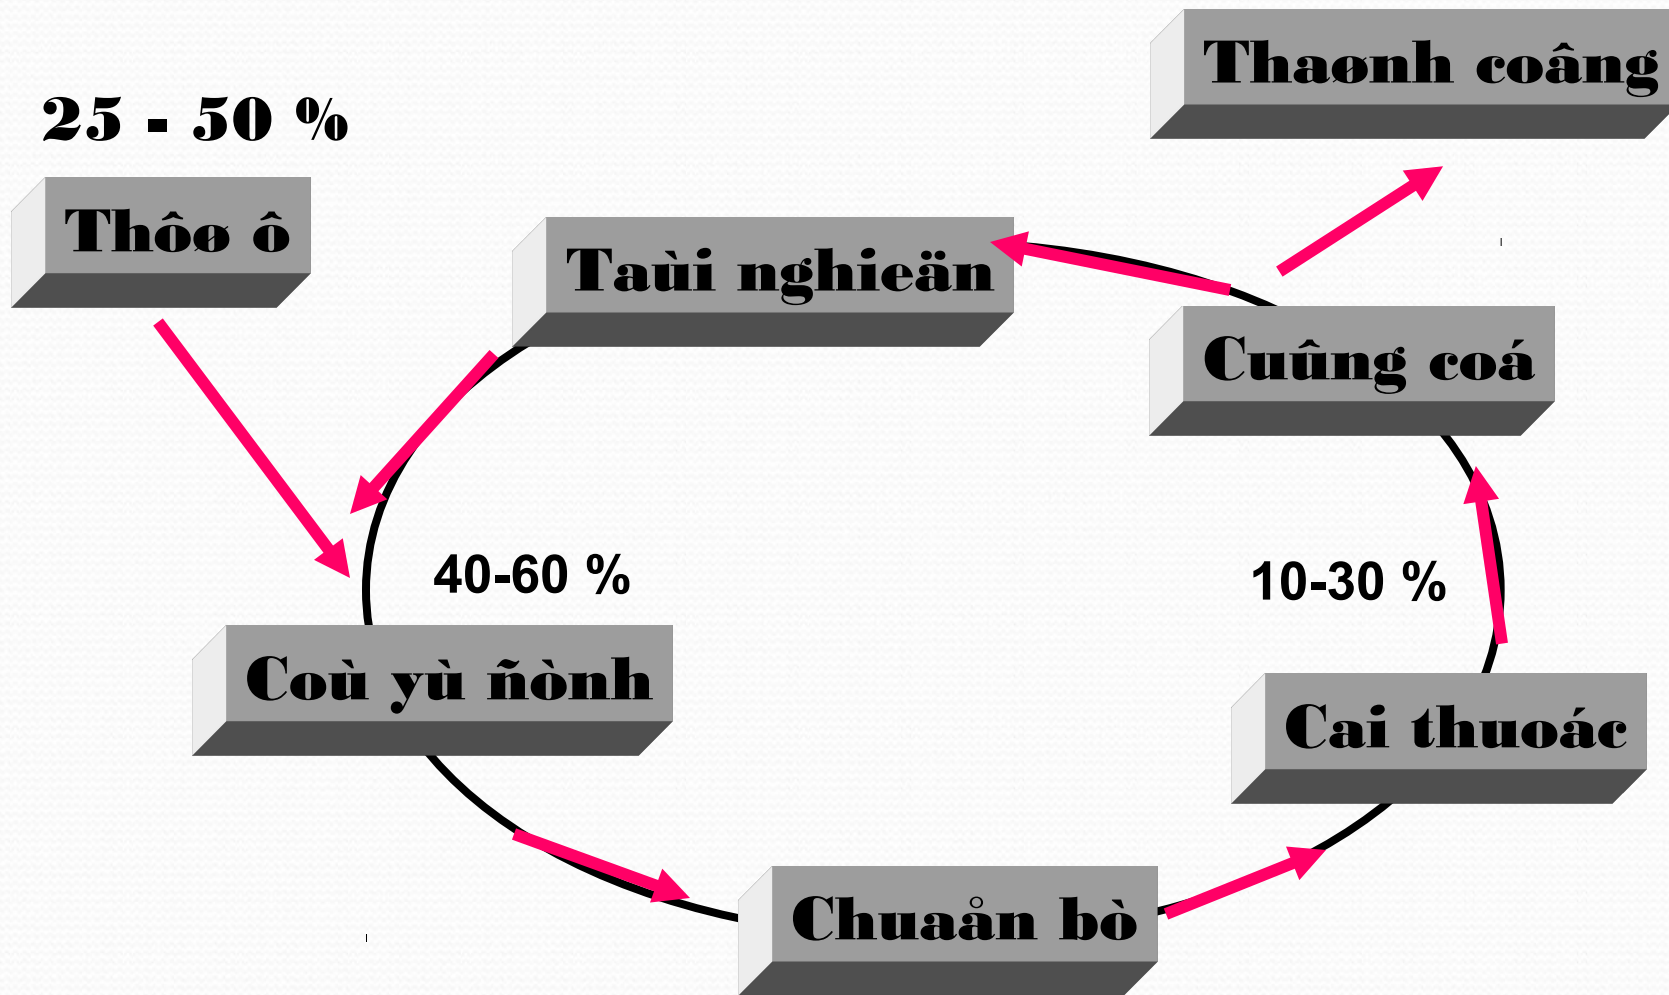 Thaønh coâng
25 - 50 %
Thôø ô
Taùi nghieän
Cuûng coá
40-60 %
10-30 %
Coù yù ñònh
Cai thuoác
Chuaån bò